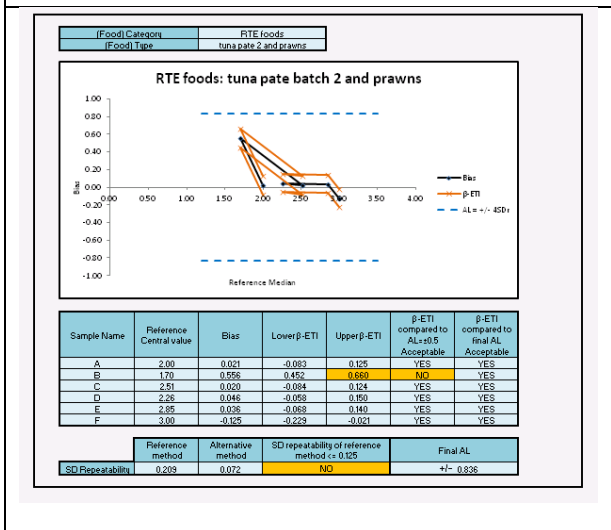 (Food) Category RTE foods
(Food) Type tuna pate 2 and prawns
RTE foods: tuna pate batch 2 and prawns
1.00
0.80
0.60
0.40
0.20
0.00
-0.20
-0.40
-0.60
-0.80
-1.00
Bias
0.00 0.50 1.00 1.50 2.00 2.50 3.00 3.50 4.00
Reference Median
Bias
β-ETI
AL = +/- 4SDr
Sample Name Reference Central value Bias Lower β-ETI Upper β-ETI β-ETI compared to AL=±0.5 Acceptable β-ETI compared to final AL Acceptable
A 2.00 0.021 -0.083 0.125 YES YES
B 1.70 0.556 0.452 0.660 NO YES
C 2.51 0.020 -0.084 0.124 YES YES
D 2.26 0.046 -0.058 0.150 YES YES
E 2.85 0.036 -0.068 0.140 YES YES
F 3.00 -0.125 -0.229 -0.021 YES YES
Reference method Alternative method SD repeatability of reference method <= 0.125 Final AL
SD Repeatability 0.209 0.072 NO +/- 0.836